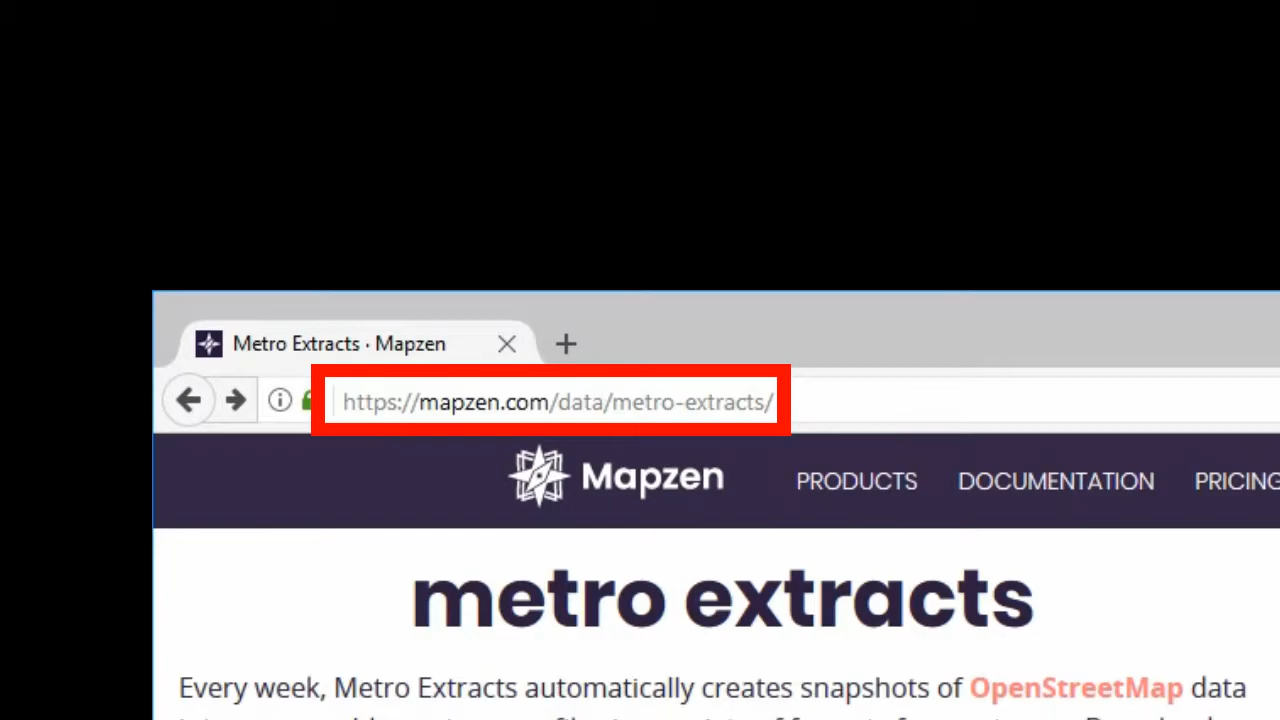 Metro Extracts · Mapzen
https://mapzen.com/data/metro-extracts/
Mapzen PRODUCTS DOCUMENTATION PRICING
metro extracts
Every week, Metro Extracts automatically creates snapshots of OpenStreetMap data